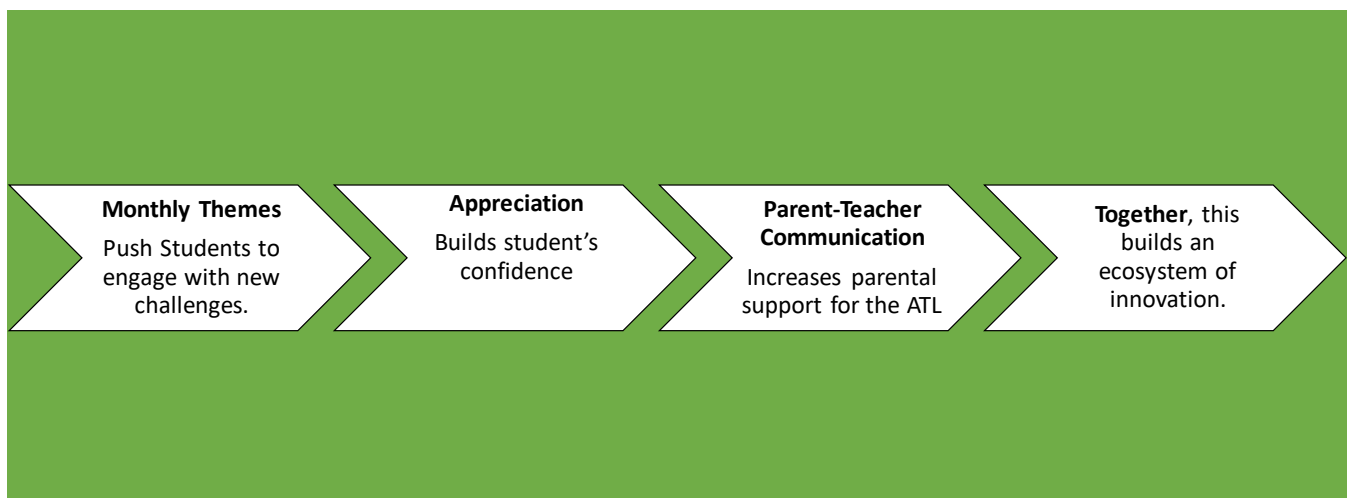 Monthly Themes
Push Students to
engage with new
challenges.
Appreciation
Builds student’s
confidence
Parent-Teacher
Communication
Increases parental
support for the ATL
Together, this
builds an
ecosystem of
innovation.